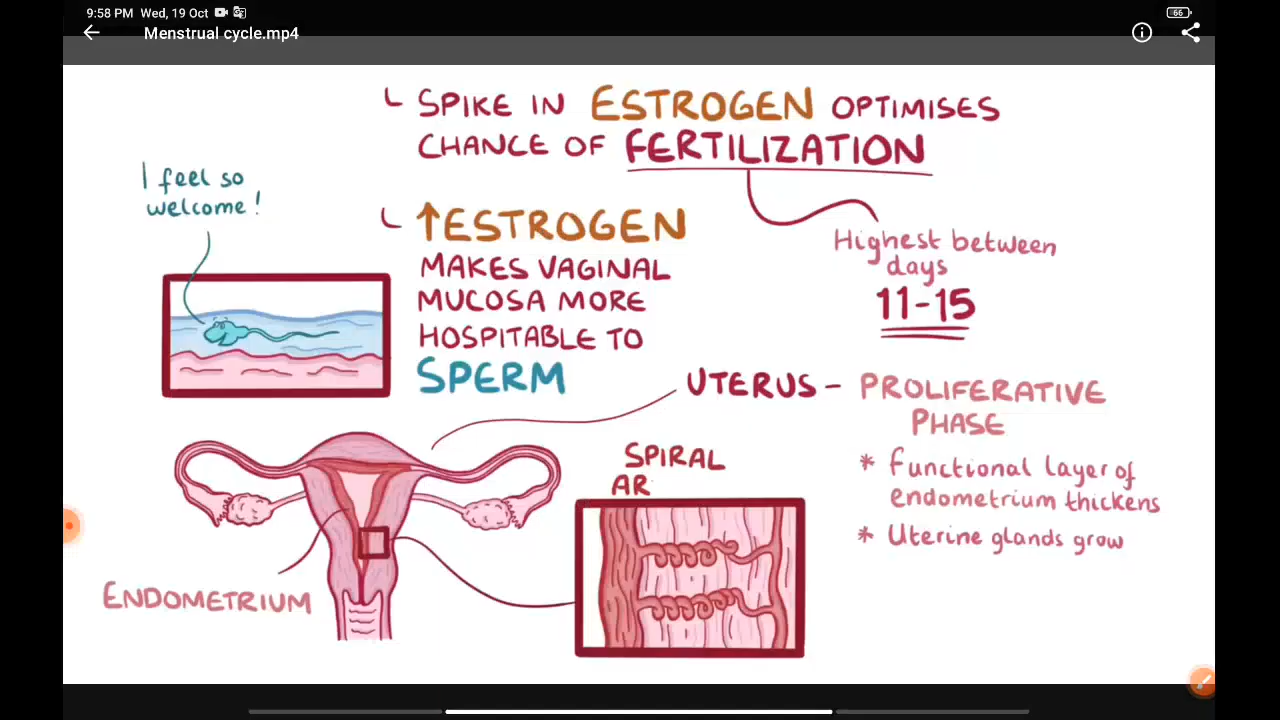 9:58 PM Wed, 19 Oct
66
Menstrual cycle.mp4
SPIKE IN ESTROGEN OPTIMISES
CHANCE OF FERTILIZATION
I feel so
welcome!
↑ESTROGEN
MAKES VAGINAL
MUCOSA MORE
HOSPITABLE TO
SPERM
Highest between
days
11-15
UTERUS - PROLIFERATIVE
PHASE
* Functional layer of
endometrium thickens
* Uterine glands grow
SPIRAL
AR
ENDOMETRIUM